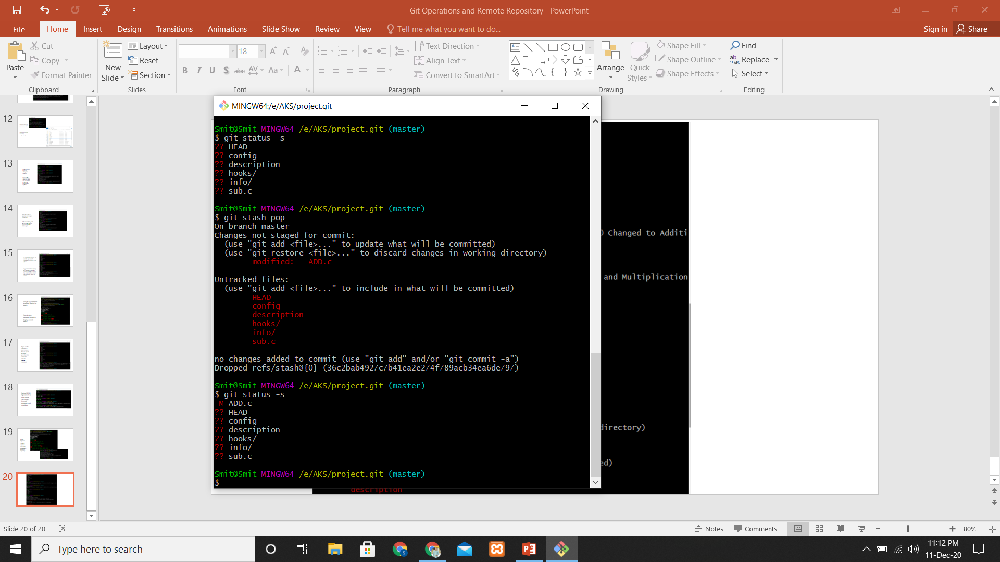 Git Operations and Remote Repository - PowerPoint
File Home Insert Design Transitions Animations Slide Show Review View Tell me what you want to do... Sign in Share
Paste
Cut
Copy
Format Painter
Clipboard
New Slide
Layout
Reset
Section
Slides
18
B I U S abc AV Aa A
Font
Text Direction
Align Text
Convert to SmartArt
Paragraph
Arrange
Quick Styles
Shape Fill
Shape Outline
Shape Effects
Drawing
Find
Replace
Select
Editing
12
13
14
15
16
17
18
19
20
MINGW64:/e/AKS/project.git
Smit@Smit MINGW64 /e/AKS/project.git (master)
$ git status -s
?? HEAD
?? config
?? description
?? hooks/
?? info/
?? sub.c
Smit@Smit MINGW64 /e/AKS/project.git (master)
$ git stash pop
On branch master
Changes not staged for commit:
(use "git add <file>..." to update what will be committed)
(use "git restore <file>..." to discard changes in working directory)
modified: ADD.c
Untracked files:
(use "git add <file>..." to include in what will be committed)
HEAD
config
description
hooks/
info/
sub.c
no changes added to commit (use "git add" and/or "git commit -a")
Dropped refs/stash@{0} (36c2bab4927c7b41ea2e274f789acb34ea6de797)
Smit@Smit MINGW64 /e/AKS/project.git (master)
$ git status -s
M ADD.c
?? HEAD
?? config
?? description
?? hooks/
?? info/
?? sub.c
Smit@Smit MINGW64 /e/AKS/project.git (master)
$
) Changed to Additi
and Multiplication
directory)
ed)
description
Slide 20 of 20
Notes Comments 80%
Type here to search
11:12 PM
11-Dec-20